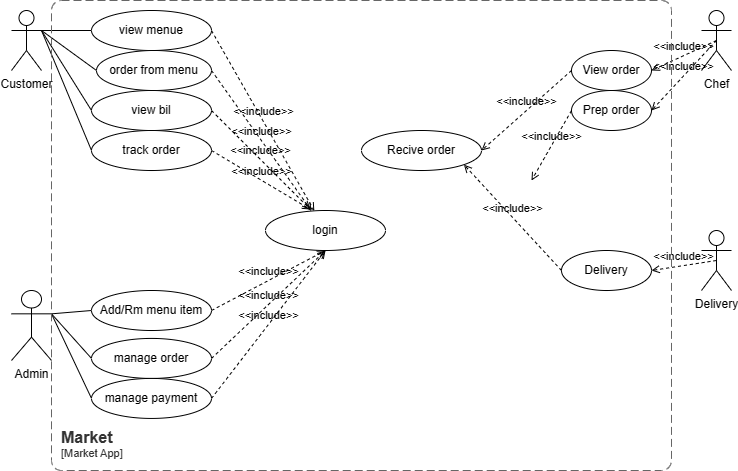 view menue
order from menu
view bil
track order
Customer
<<include>>
<<include>>
<<include>>
<<include>>
login
<<include>>
<<include>>
<<include>>
Add/Rm menu item
manage order
manage payment
Admin
Market
[Market App]
View order
Prep order
<<include>>
<<include>>
Chef
<<include>>
<<include>>
Recive order
<<include>>
Delivery
<<include>>
Delivery